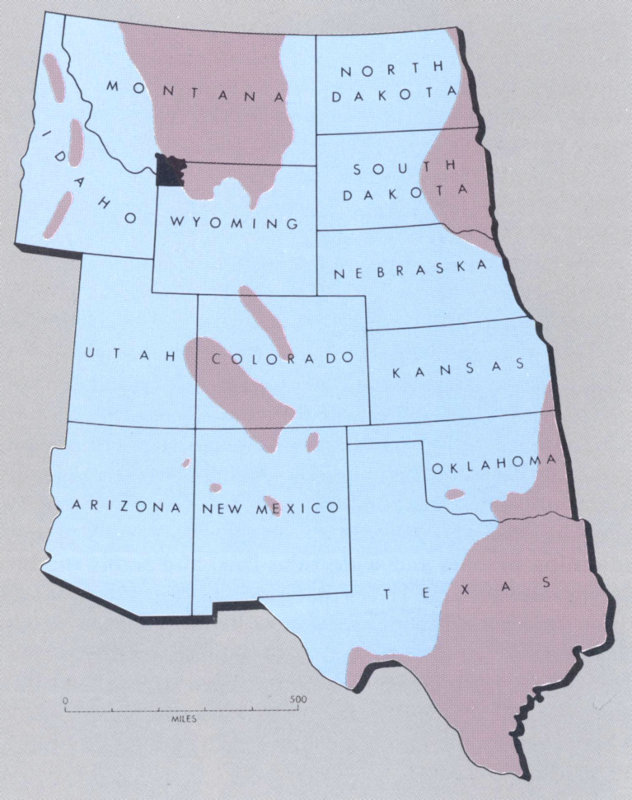 NORTH
DAKOTA
MONTANA
IDAHO
SOUTH
DAKOTA
WYOMING
NEBRASKA
UTAH
COLORADO
KANSAS
OKLAHOMA
ARIZONA
NEW MEXICO
TEXAS
0 500
MILES